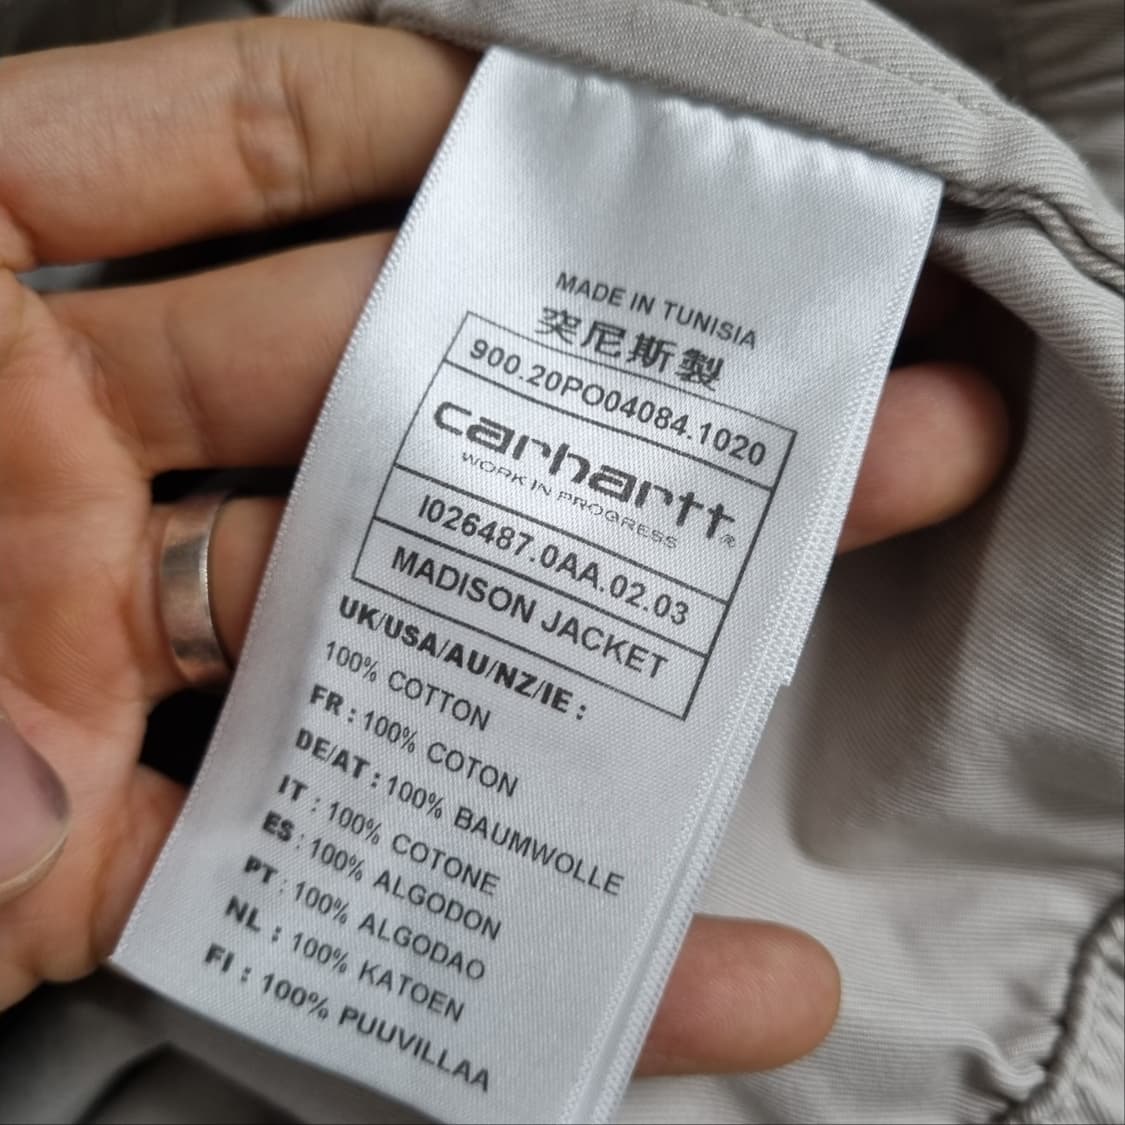 MADE IN TUNISIA
突尼斯製
900.20PO04084.1020
carhartt®
WORK IN PROGRESS
I026487.0AA.02.03
MADISON JACKET
UK/USA/AU/NZ/IE :
100% COTTON
FR : 100% COTON
DE/AT : 100% BAUMWOLLE
IT : 100% COTONE
ES : 100% ALGODON
PT : 100% ALGODAO
NL : 100% KATOEN
FI : 100% PUUVILLAA